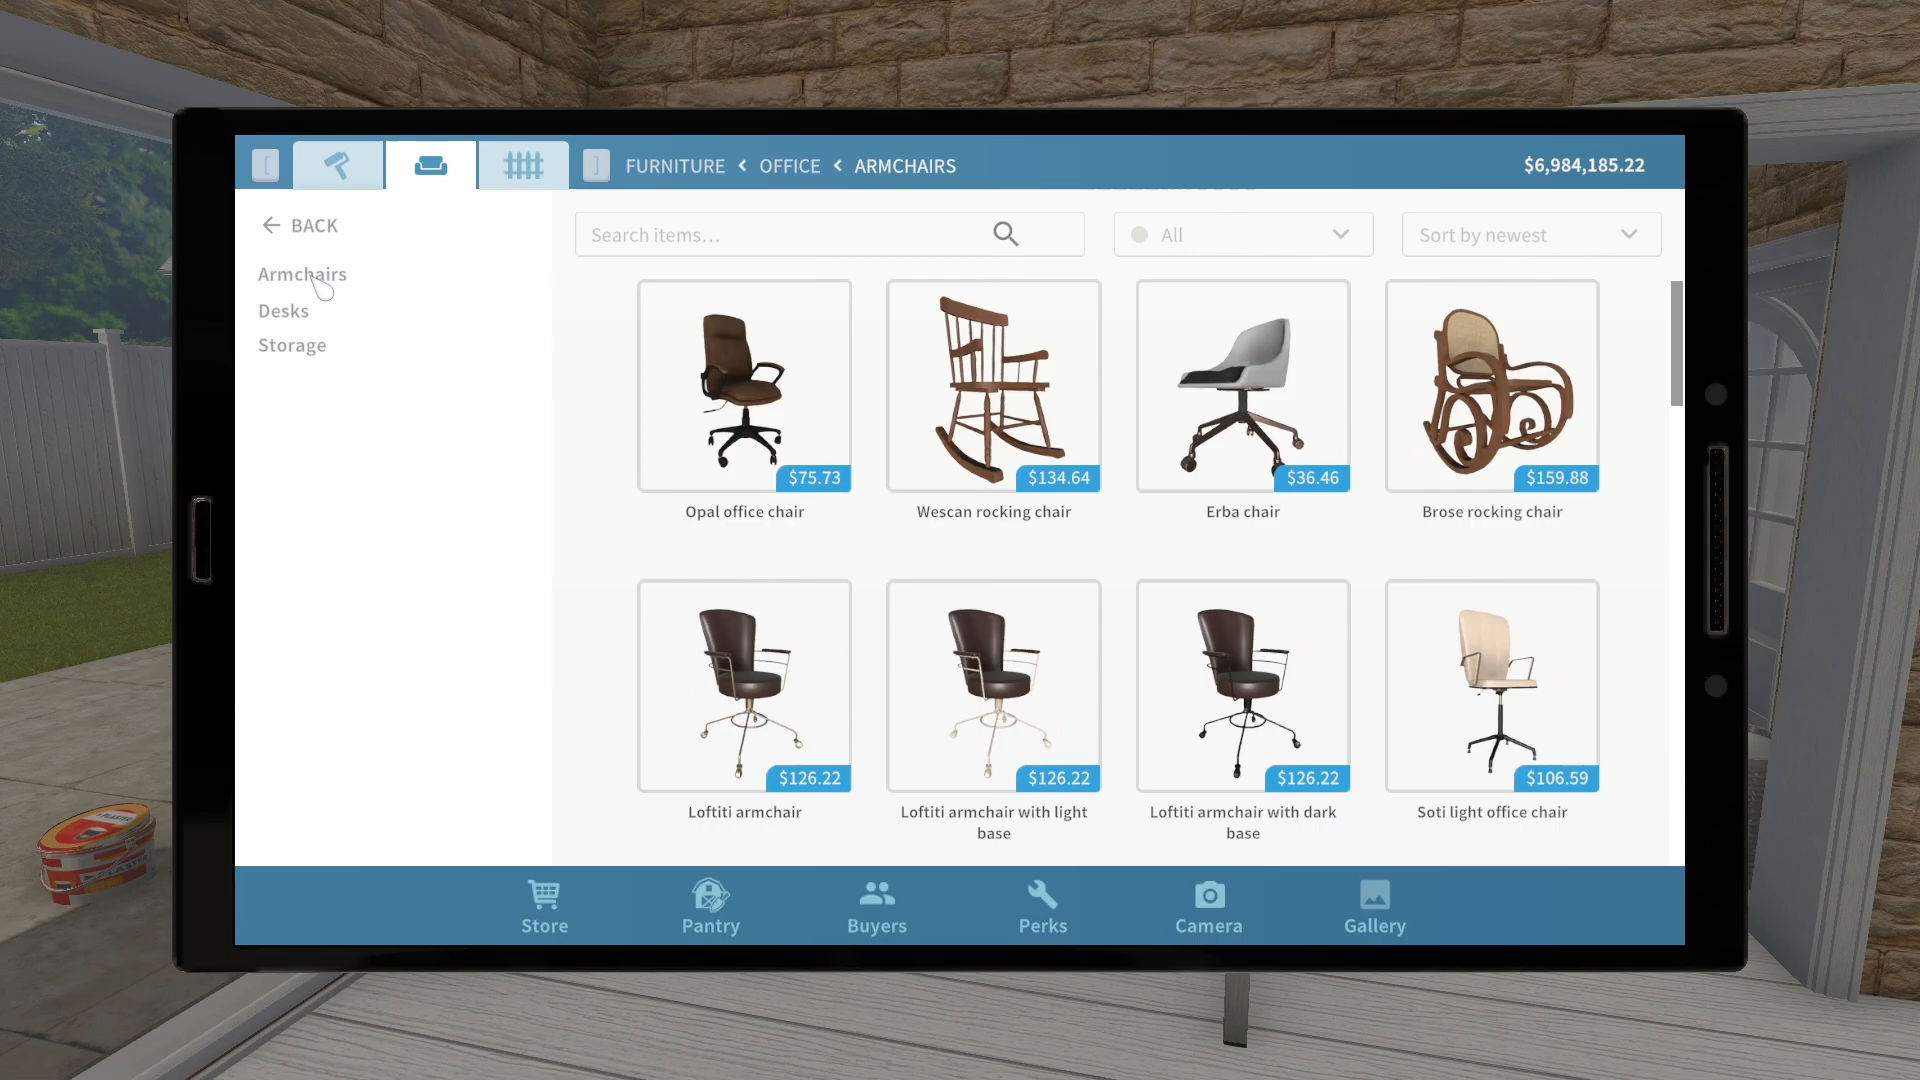 [
]
FURNITURE < OFFICE < ARMCHAIRS
$6,984,185.22
BACK
Armchairs
Desks
Storage
Search items...
All
Sort by newest
$75.73
$134.64
$36.46
$159.88
Opal office chair
Wescan rocking chair
Erba chair
Brose rocking chair
$126.22
$126.22
$126.22
$106.59
Loftiti armchair
Loftiti armchair with light
base
Loftiti armchair with dark
base
Soti light office chair
PLASTER
PLASTER
Store
Pantry
Buyers
Perks
Camera
Gallery